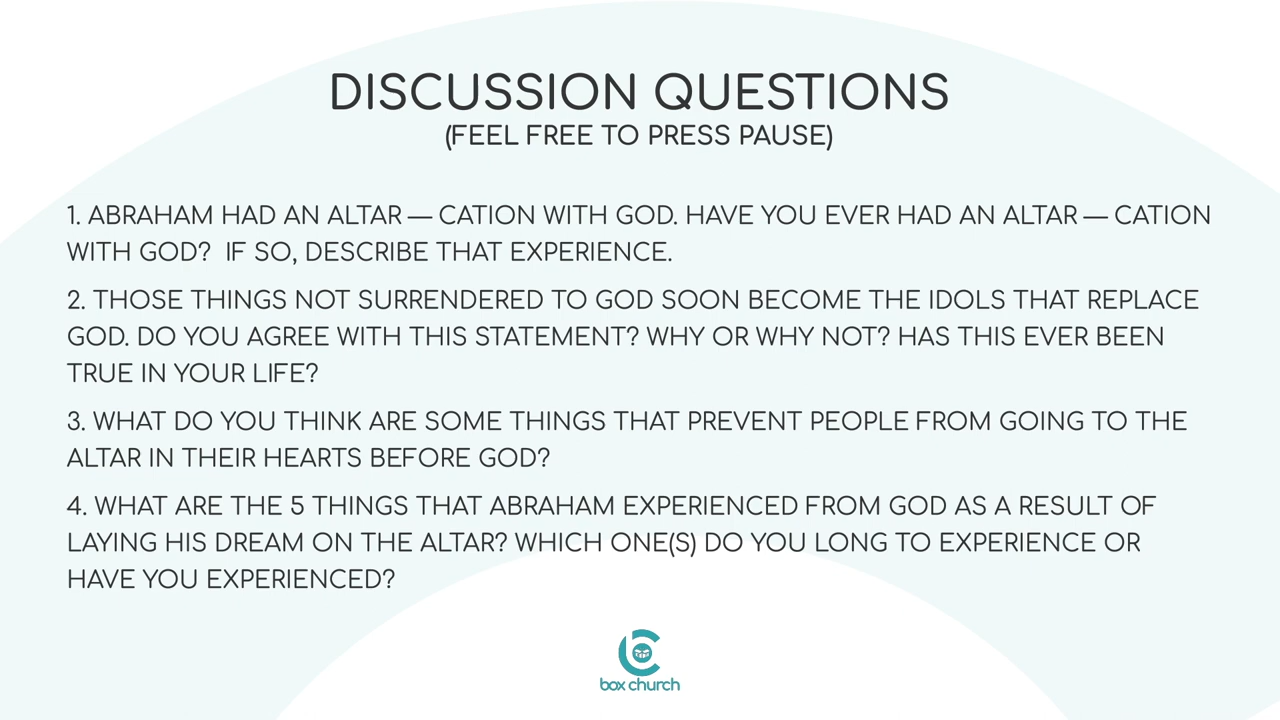 DISCUSSION QUESTIONS
(FEEL FREE TO PRESS PAUSE)
1. ABRAHAM HAD AN ALTAR — CATION WITH GOD. HAVE YOU EVER HAD AN ALTAR — CATION
WITH GOD? IF SO, DESCRIBE THAT EXPERIENCE.
2. THOSE THINGS NOT SURRENDERED TO GOD SOON BECOME THE IDOLS THAT REPLACE
GOD. DO YOU AGREE WITH THIS STATEMENT? WHY OR WHY NOT? HAS THIS EVER BEEN
TRUE IN YOUR LIFE?
3. WHAT DO YOU THINK ARE SOME THINGS THAT PREVENT PEOPLE FROM GOING TO THE
ALTAR IN THEIR HEARTS BEFORE GOD?
4. WHAT ARE THE 5 THINGS THAT ABRAHAM EXPERIENCED FROM GOD AS A RESULT OF
LAYING HIS DREAM ON THE ALTAR? WHICH ONE(S) DO YOU LONG TO EXPERIENCE OR
HAVE YOU EXPERIENCED?
box church